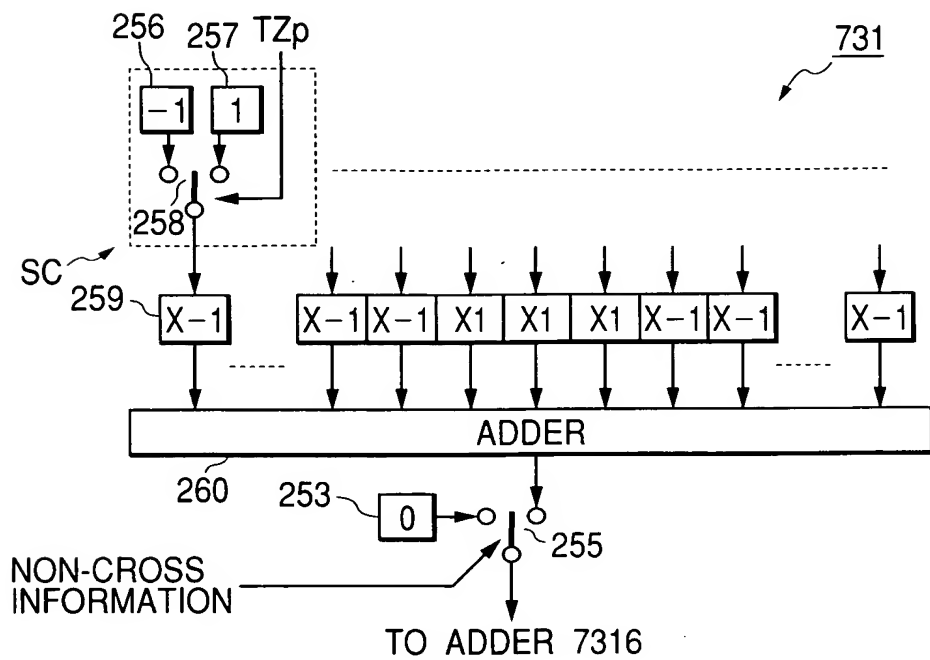 256 257 TZp
731
-1 1
258
SC
259
X-1 X-1 X-1 X1 X1 X1 X-1 X-1 X-1
ADDER
260
253
0
255
NON-CROSS
INFORMATION
TO ADDER 7316